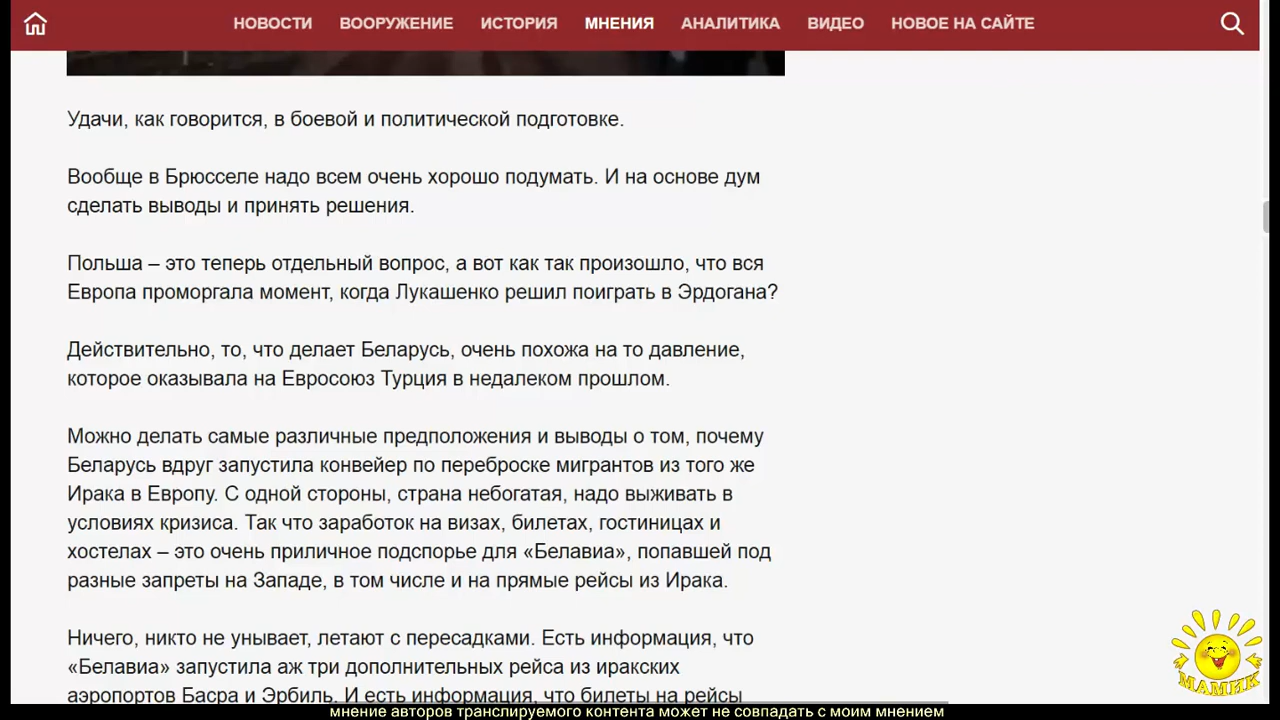 НОВОСТИ ВООРУЖЕНИЕ ИСТОРИЯ МНЕНИЯ АНАЛИТИКА ВИДЕО НОВОЕ НА САЙТЕ
Удачи, как говорится, в боевой и политической подготовке.
Вообще в Брюсселе надо всем очень хорошо подумать. И на основе дум
сделать выводы и принять решения.
Польша – это теперь отдельный вопрос, а вот как так произошло, что вся
Европа проморгала момент, когда Лукашенко решил поиграть в Эрдогана?
Действительно, то, что делает Беларусь, очень похожа на то давление,
которое оказывала на Евросоюз Турция в недалеком прошлом.
Можно делать самые различные предположения и выводы о том, почему
Беларусь вдруг запустила конвейер по переброске мигрантов из того же
Ирака в Европу. С одной стороны, страна небогатая, надо выживать в
условиях кризиса. Так что заработок на визах, билетах, гостиницах и
хостелах – это очень приличное подспорье для «Белавиа», попавшей под
разные запреты на Западе, в том числе и на прямые рейсы из Ирака.
Ничего, никто не унывает, летают с пересадками. Есть информация, что
«Белавиа» запустила аж три дополнительных рейса из иракских
аэропортов Басра и Эрбиль. И есть информация, что билеты на рейсы
МАМИК
мнение авторов транслируемого контента может не совпадать с моим мнением